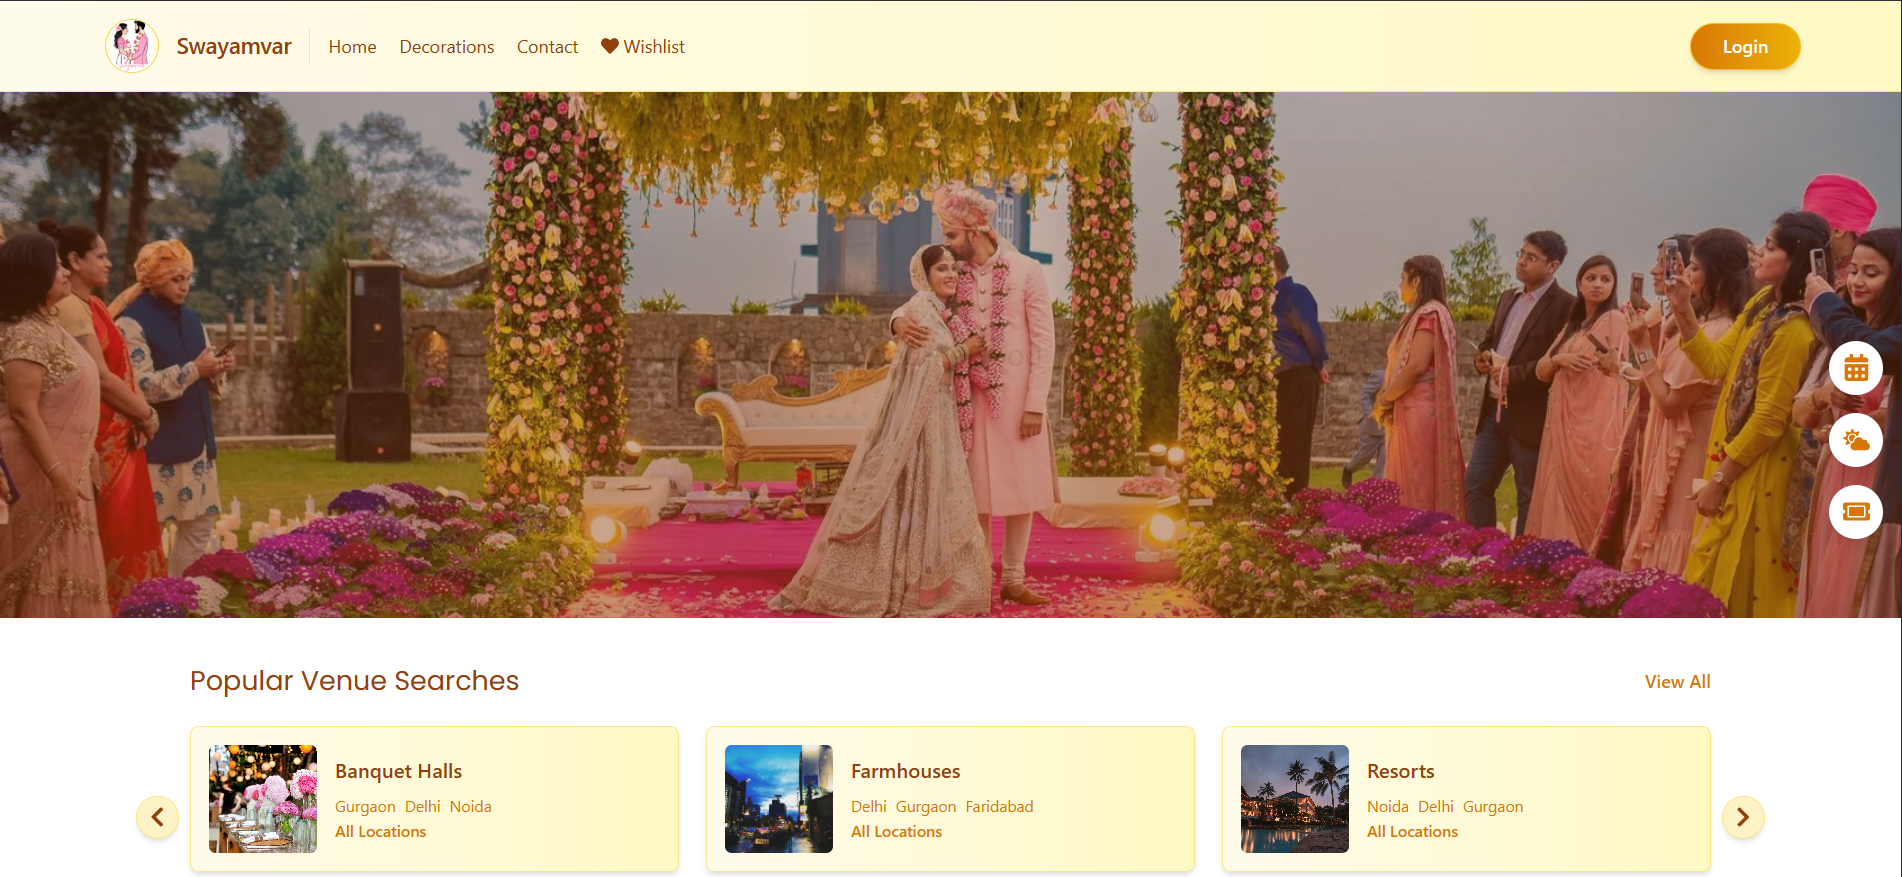 Swayamvar
Home
Decorations
Contact
Wishlist
Login
Popular Venue Searches
View All
Banquet Halls
Gurgaon Delhi Noida
All Locations
Farmhouses
Delhi Gurgaon Faridabad
All Locations
Resorts
Noida Delhi Gurgaon
All Locations